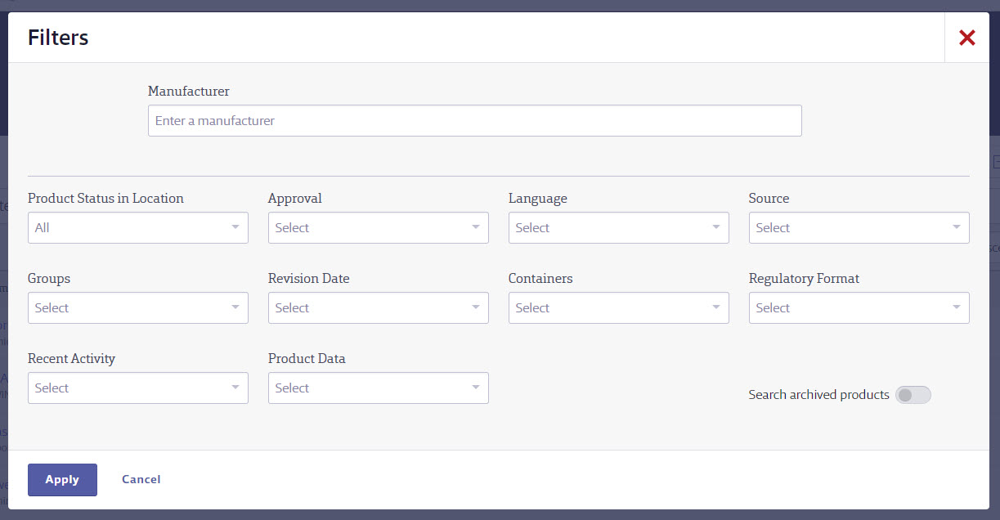 Filters
Manufacturer
Enter a manufacturer
Product Status in Location Approval Language Source
All Select Select Select
Groups Revision Date Containers Regulatory Format
Select Select Select Select
Recent Activity Product Data
Select Select
Search archived products
Apply Cancel